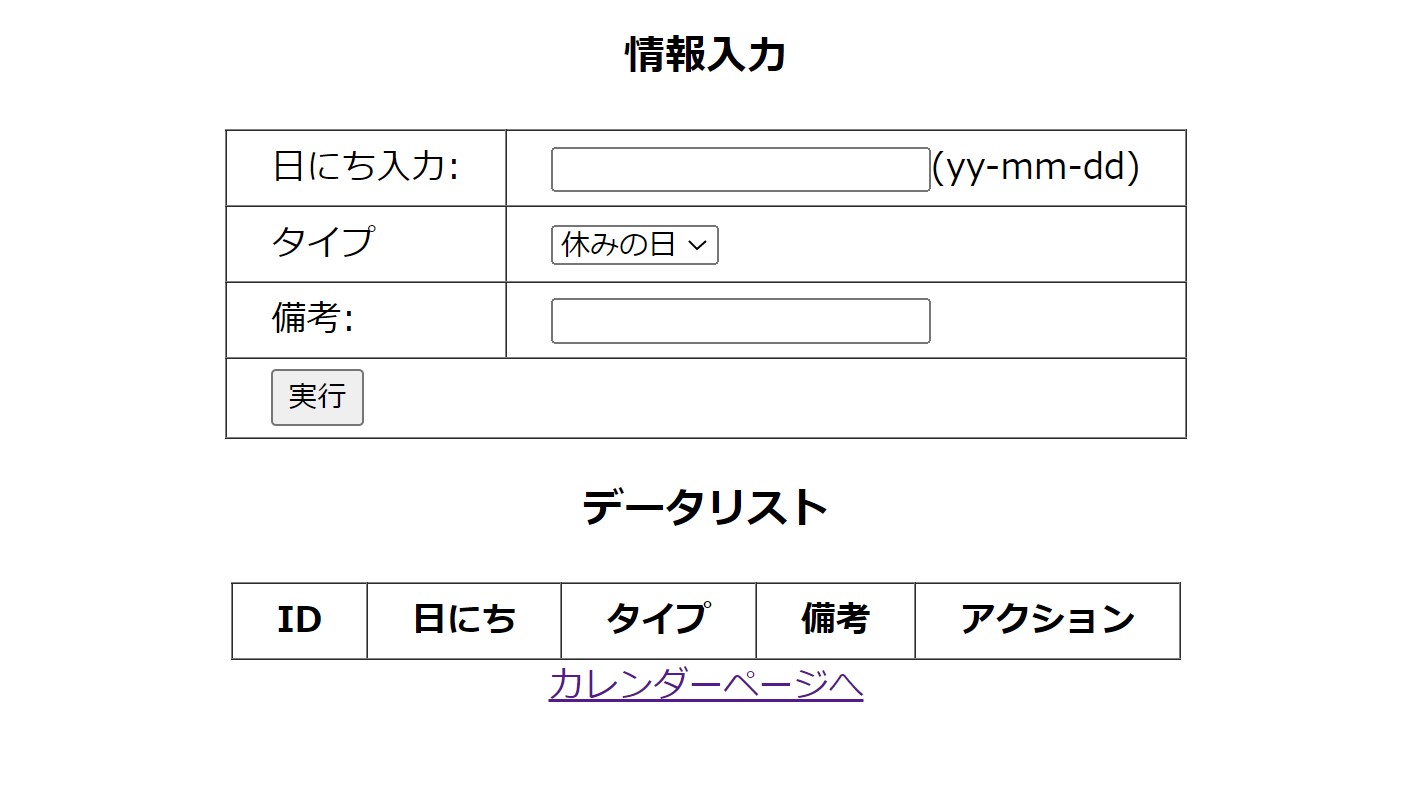 情報入力
日にち入力: (yy-mm-dd)
タイプ 休みの日
備考:
実行
データリスト
ID 日にち タイプ 備考 アクション
カレンダーページへ